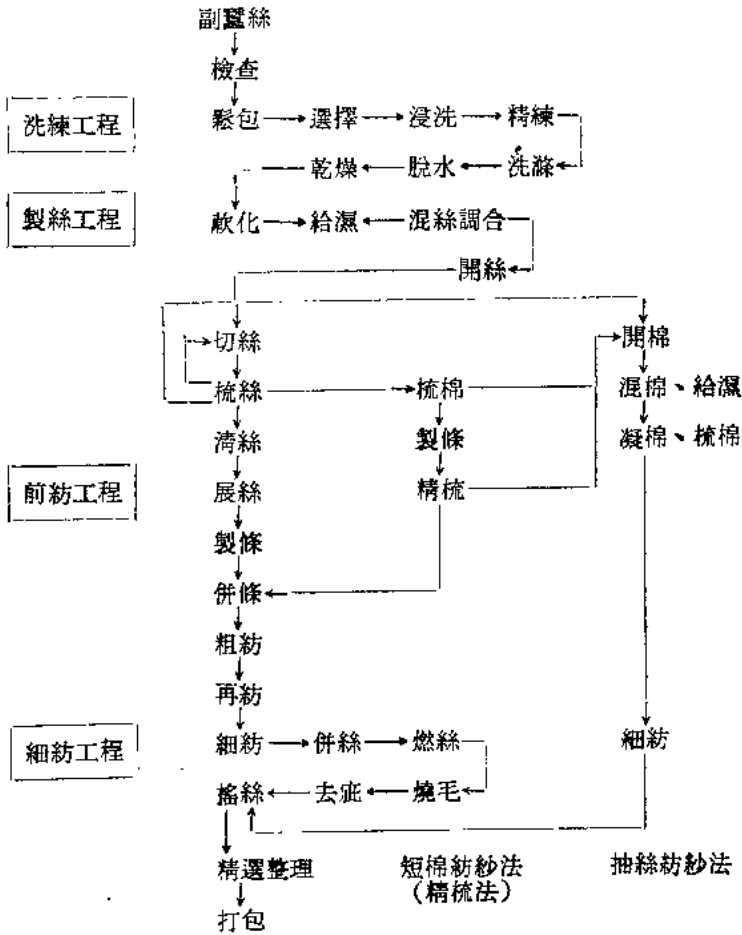 副蠶絲
檢查
洗練工程
鬆包 選擇 浸洗 精練
乾燥 脫水 洗滌
製絲工程
軟化 給濕 混絲調合
開絲
切絲 開棉
梳絲 梳棉 混棉、給濕
清絲 製條 凝棉、梳棉
前紡工程
展絲 精梳
製條
併條
粗紡
再紡
細紡工程
細紡 併絲 燃絲 細紡
搖絲 去疵 燒毛
精選整理 短棉紡紗法 抽絲紡紗法
(精梳法)
打包